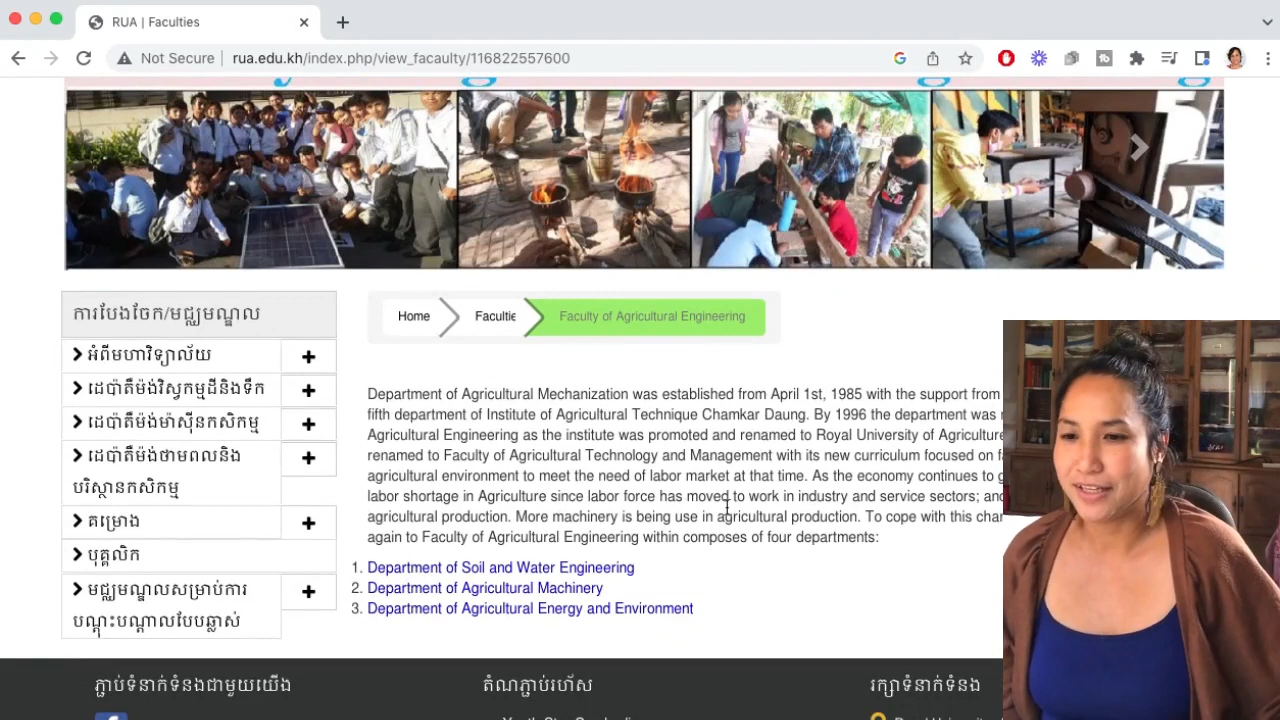 RUA | Faculties
Not Secure
rua.edu.kh/index.php/view_facaulty/116822557600
ការបែងចែក/មជ្ឈមណ្ឌល
អំពីមហាវិទ្យាល័យ
ដេប៉ាតឺម៉ង់វិស្វកម្មដីនិងទឹក
ដេប៉ាតឺម៉ង់ម៉ាស៊ីនកសិកម្ម
ដេប៉ាតឺម៉ង់ថាមពលនិង
បរិស្ថានកសិកម្ម
គម្រោង
បុគ្គលិក
មជ្ឈមណ្ឌលសម្រាប់ការ
បណ្តុះបណ្តាលបែបឆ្លាស់
Home
Facultie
Faculty of Agricultural Engineering
Department of Agricultural Mechanization was established from April 1st, 1985 with the support from
fifth department of Institute of Agricultural Technique Chamkar Daung. By 1996 the department was
Agricultural Engineering as the institute was promoted and renamed to Royal University of Agriculture
renamed to Faculty of Agricultural Technology and Management with its new curriculum focused on
agricultural environment to meet the need of labor market at that time. As the economy continues to
labor shortage in Agriculture since labor force has moved to work in industry and service sectors; and
agricultural production. More machinery is being use in agricultural production. To cope with this
again to Faculty of Agricultural Engineering within composes of four departments:
1. Department of Soil and Water Engineering
2. Department of Agricultural Machinery
3. Department of Agricultural Energy and Environment
ភ្ជាប់ទំនាក់ទំនងជាមួយយើង
តំណភ្ជាប់រហ័ស
រក្សាទំនាក់ទំនង